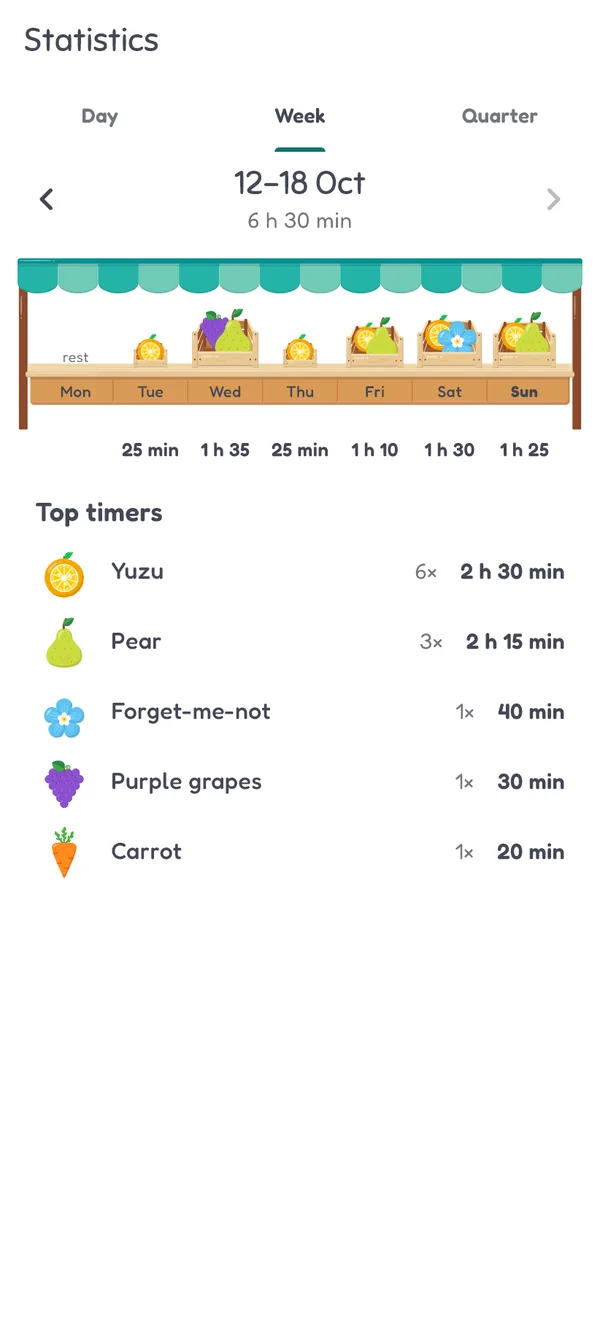 Statistics
Day Week Quarter
12–18 Oct
6 h 30 min
rest
Mon Tue Wed Thu Fri Sat Sun
25 min 1 h 35 25 min 1 h 10 1 h 30 1 h 25
Top timers
Yuzu 6× 2 h 30 min
Pear 3× 2 h 15 min
Forget-me-not 1× 40 min
Purple grapes 1× 30 min
Carrot 1× 20 min